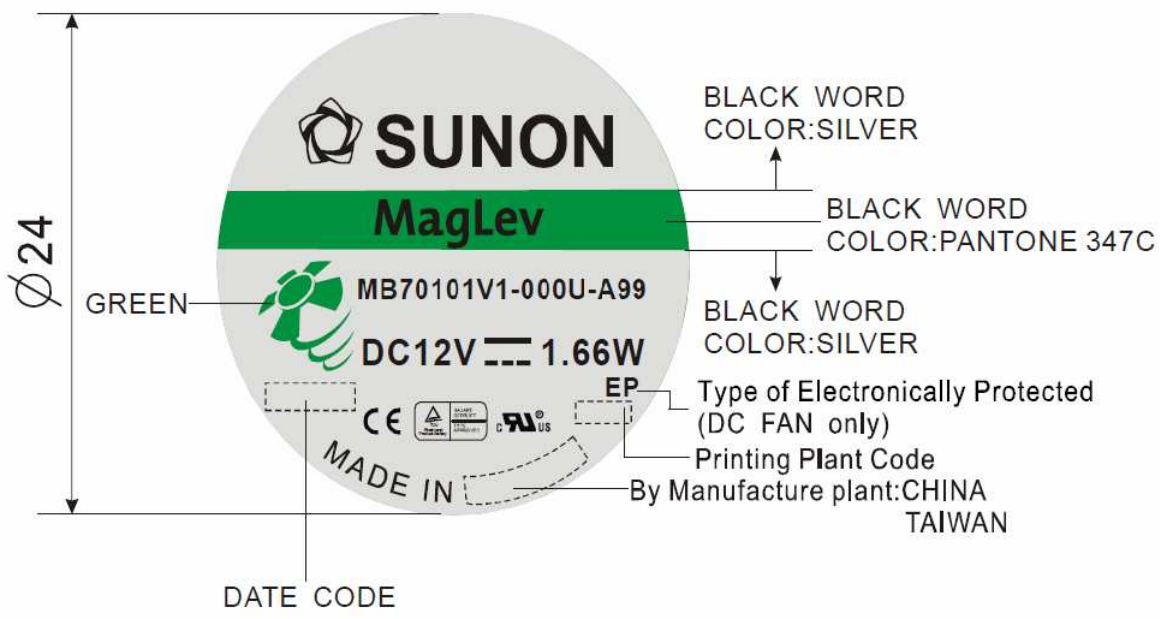 SUNON
MagLev
MB70101V1-000U-A99
DC12V 1.66W
EP
CE
c RU ® US
MADE IN
Ø24
GREEN
DATE CODE
BLACK WORD
COLOR:SILVER
BLACK WORD
COLOR:PANTONE 347C
BLACK WORD
COLOR:SILVER
Type of Electronically Protected
(DC FAN only)
Printing Plant Code
By Manufacture plant:CHINA
TAIWAN